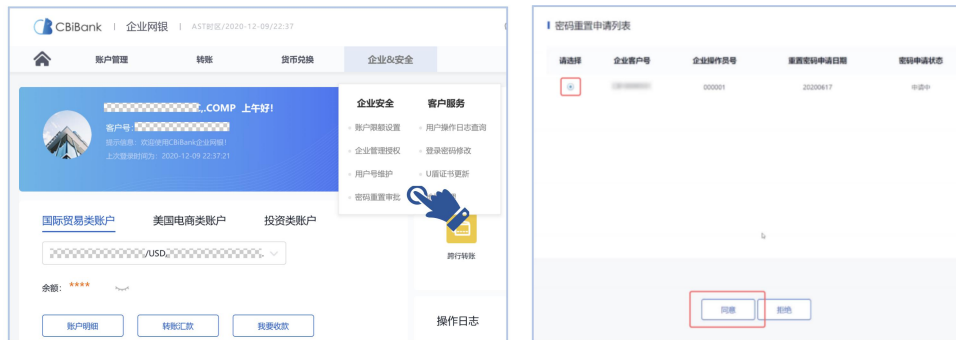 CBiBank | 企业网银 | AST时区/2020-12-09/22:37
账户管理 转账 货币兑换 企业&安全
,.COMP 上午好!
客户号:
提示信息: 欢迎使用CBiBank企业网银!
上次登录时间为: 2020-12-09 22:37:21
企业安全 客户服务
账户限额设置 用户操作日志查询
企业管理授权 登录密码修改
用户号维护 U盾证书更新
密码重置审批
国际贸易类账户 美国电商类账户 投资类账户
/USD,
跨行转账
余额: ****
账户明细 转账汇款 我要收款
操作日志
密码重置申请列表
请选择 企业客户号 企业操作员号 重置密码申请日期 密码申请状态
000001 20200617 申请中
同意 拒绝